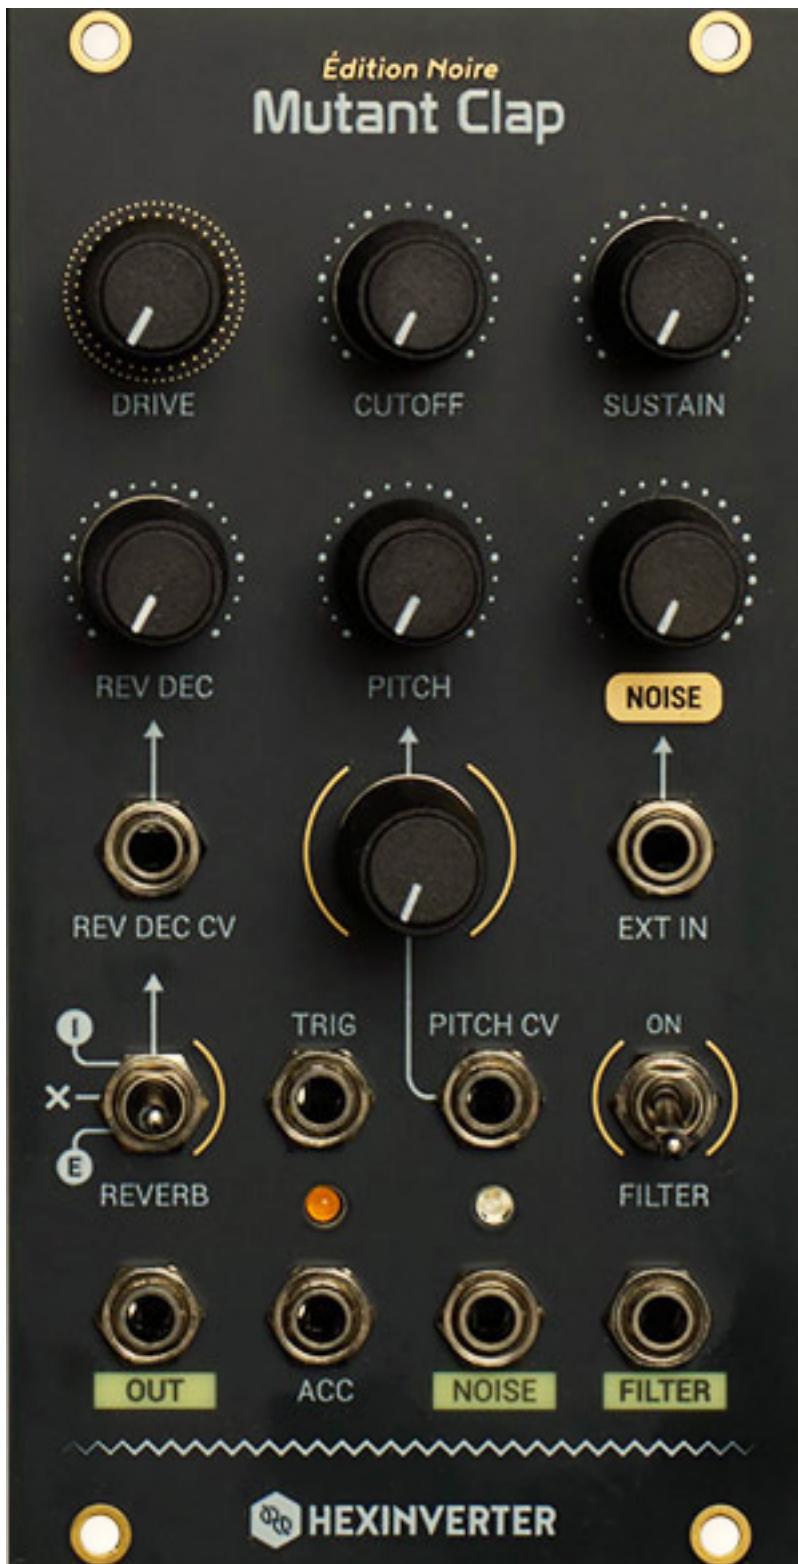 Édition Noire
Mutant Clap
DRIVE CUTOFF SUSTAIN
REV DEC PITCH NOISE
REV DEC CV EXT IN
I TRIG PITCH CV ON
X
E
REVERB FILTER
OUT ACC NOISE FILTER
HEXINVERTER